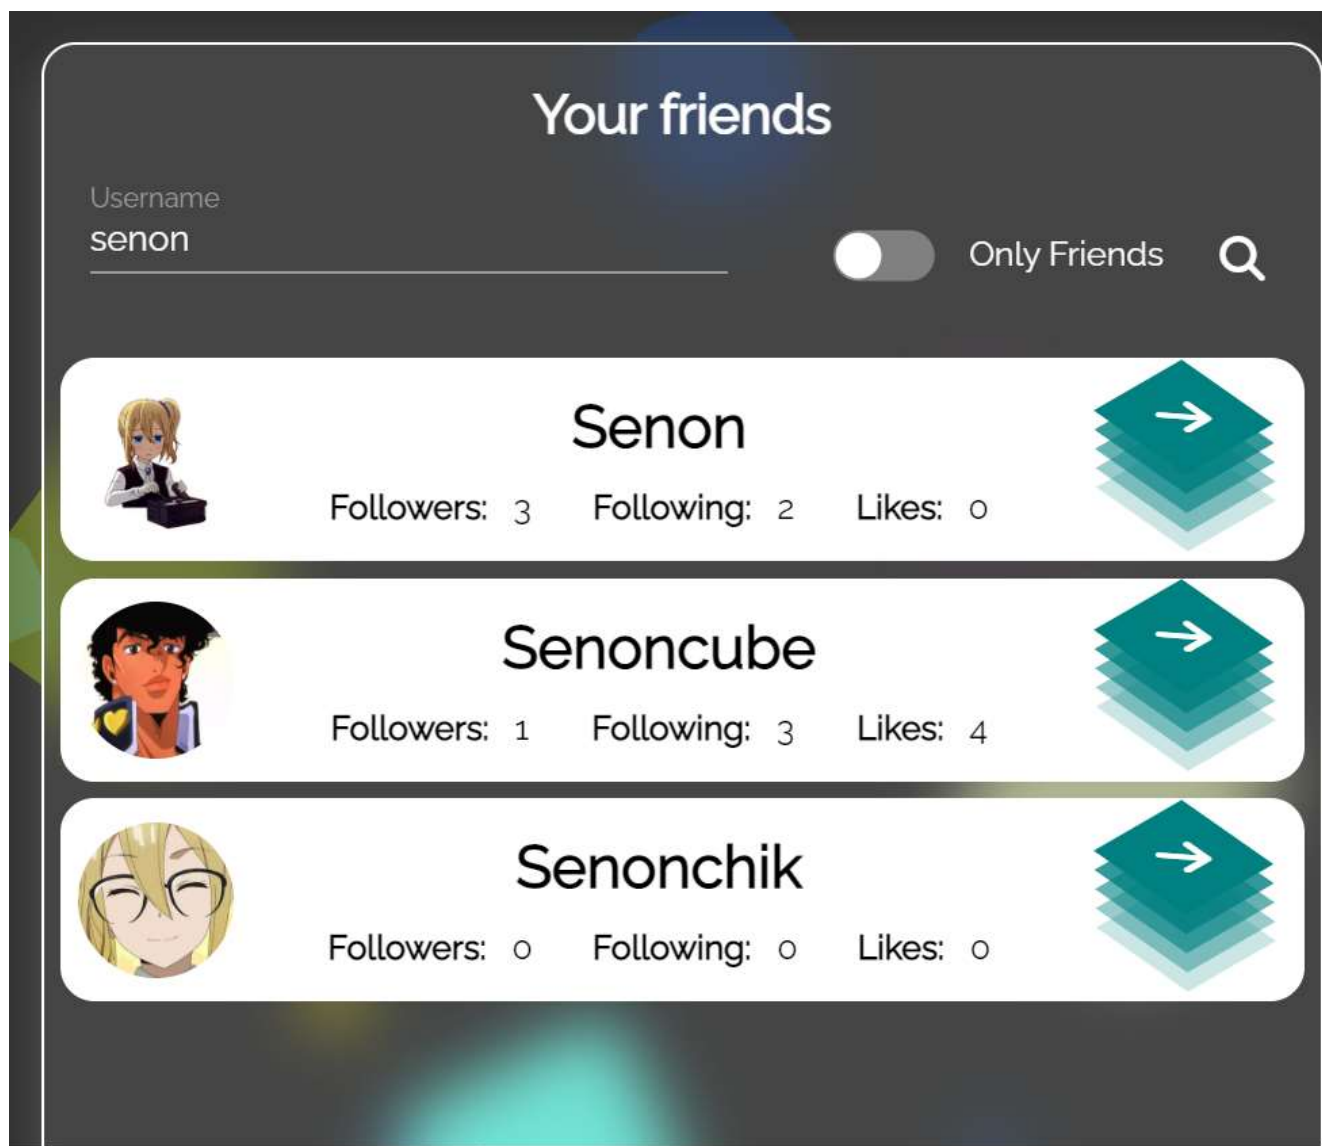 Your friends
Username
senon
Only Friends
Senon
Followers: 3 Following: 2 Likes: 0
Senoncube
Followers: 1 Following: 3 Likes: 4
Senonchik
Followers: 0 Following: 0 Likes: 0